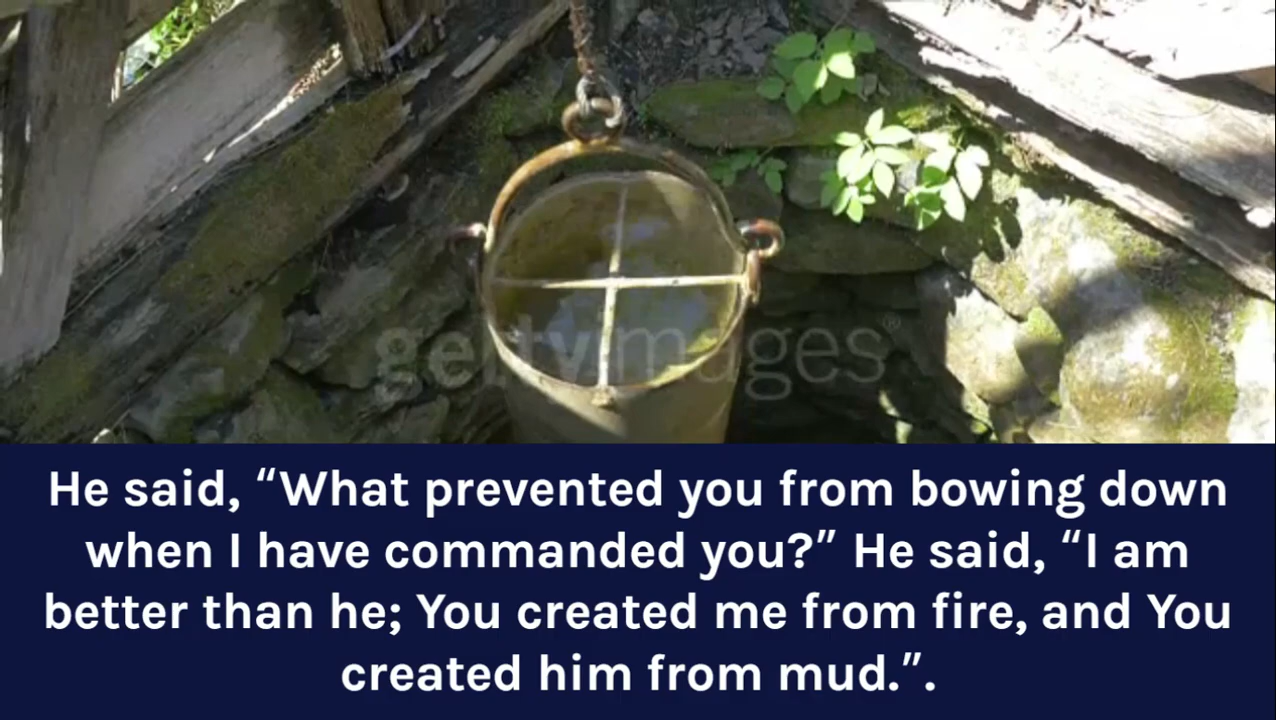 gettyimages®
He said, “What prevented you from bowing down
when I have commanded you?” He said, “I am
better than he; You created me from fire, and You
created him from mud.”.